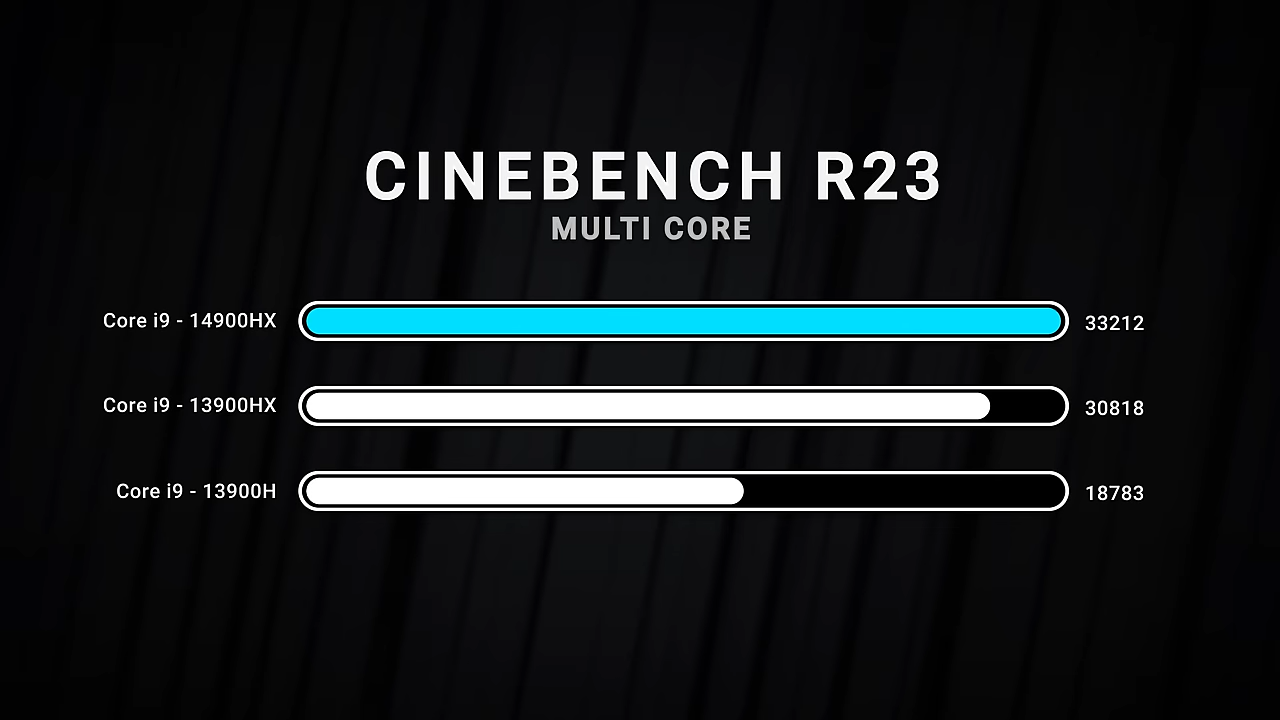 CINEBENCH R23
MULTI CORE
Core i9 - 14900HX 33212
Core i9 - 13900HX 30818
Core i9 - 13900H 18783